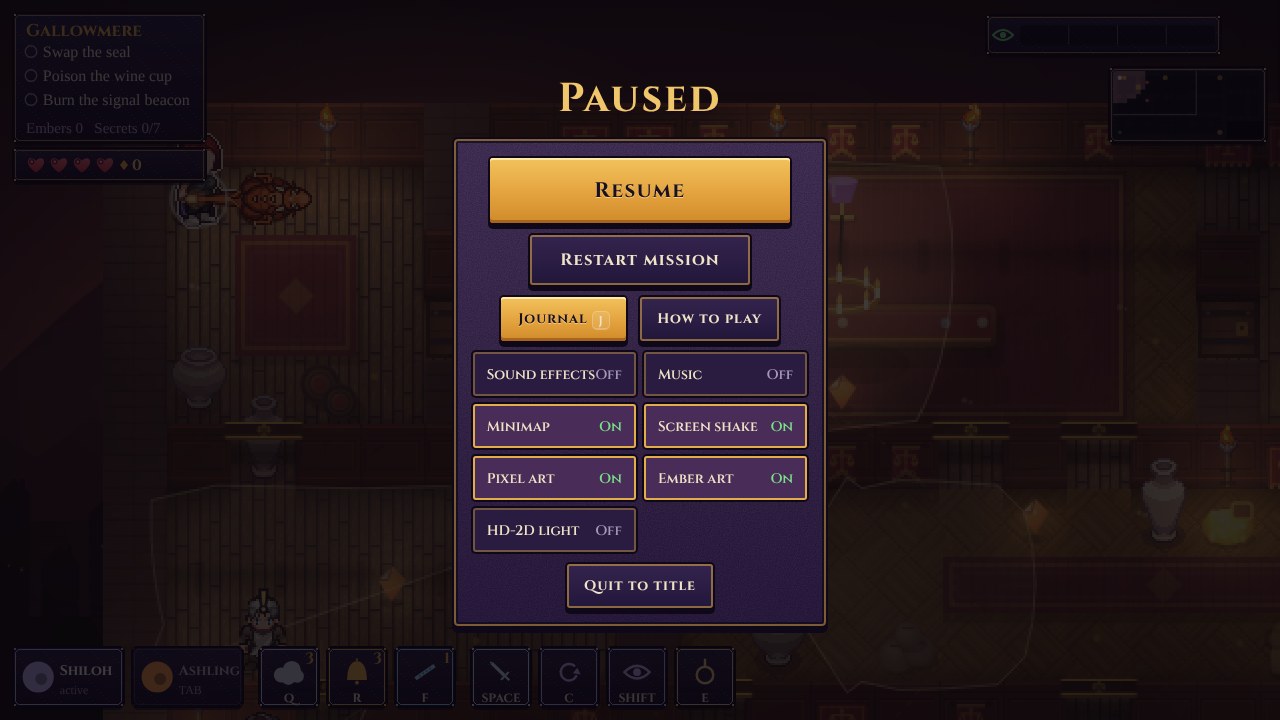 Gallowmere
Swap the seal
Poison the wine cup
Burn the signal beacon
Embers 0 Secrets 0/7
0
Paused
Resume
Restart mission
Journal J
How to play
Sound effects Off
Music Off
Minimap On
Screen shake On
Pixel art On
Ember art On
HD-2D light Off
Quit to title
Shiloh
active
Ashling
TAB
3
Q
3
R
1
F
SPACE
C
SHIFT
E